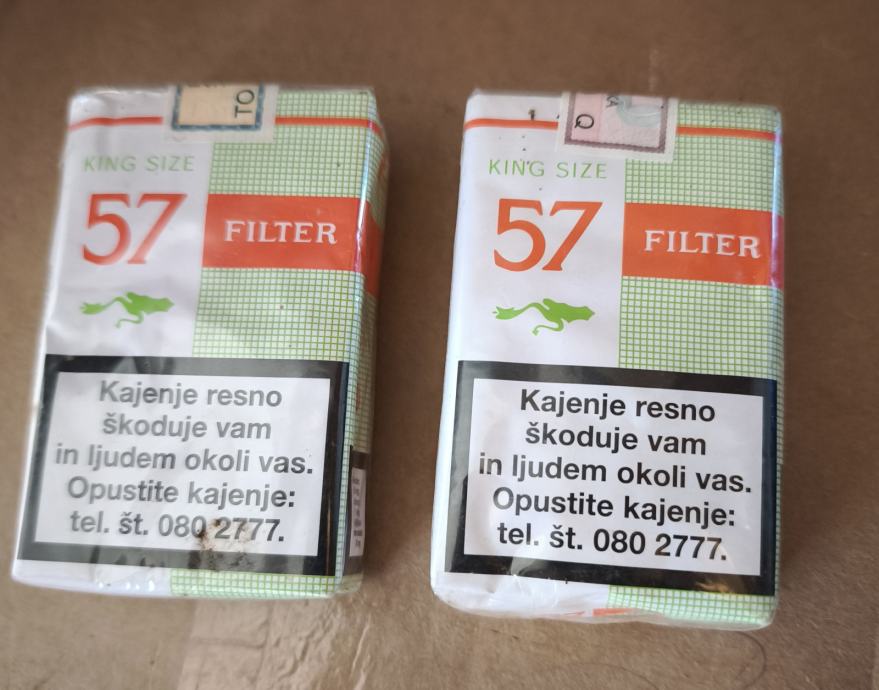 TO
KING SIZE
57
FILTER
Kajenje resno
škoduje vam
in ljudem okoli vas.
Opustite kajenje:
tel. št. 080 2777.
Q
KING SIZE
57
FILTER
Kajenje resno
škoduje vam
in ljudem okoli vas.
Opustite kajenje:
tel. št. 080 2777.